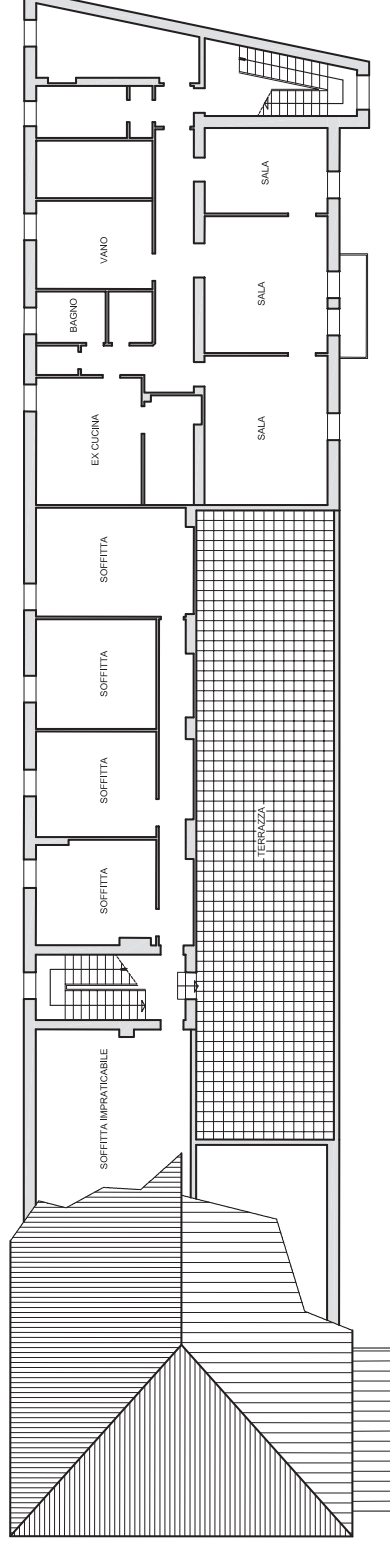 SALA
VANO
SALA
BAGNO
SALA
EX CUCINA
SOFFITTA
SOFFITTA
SOFFITTA
TERRAZZA
SOFFITTA
SOFFITTA IMPRATICABILE